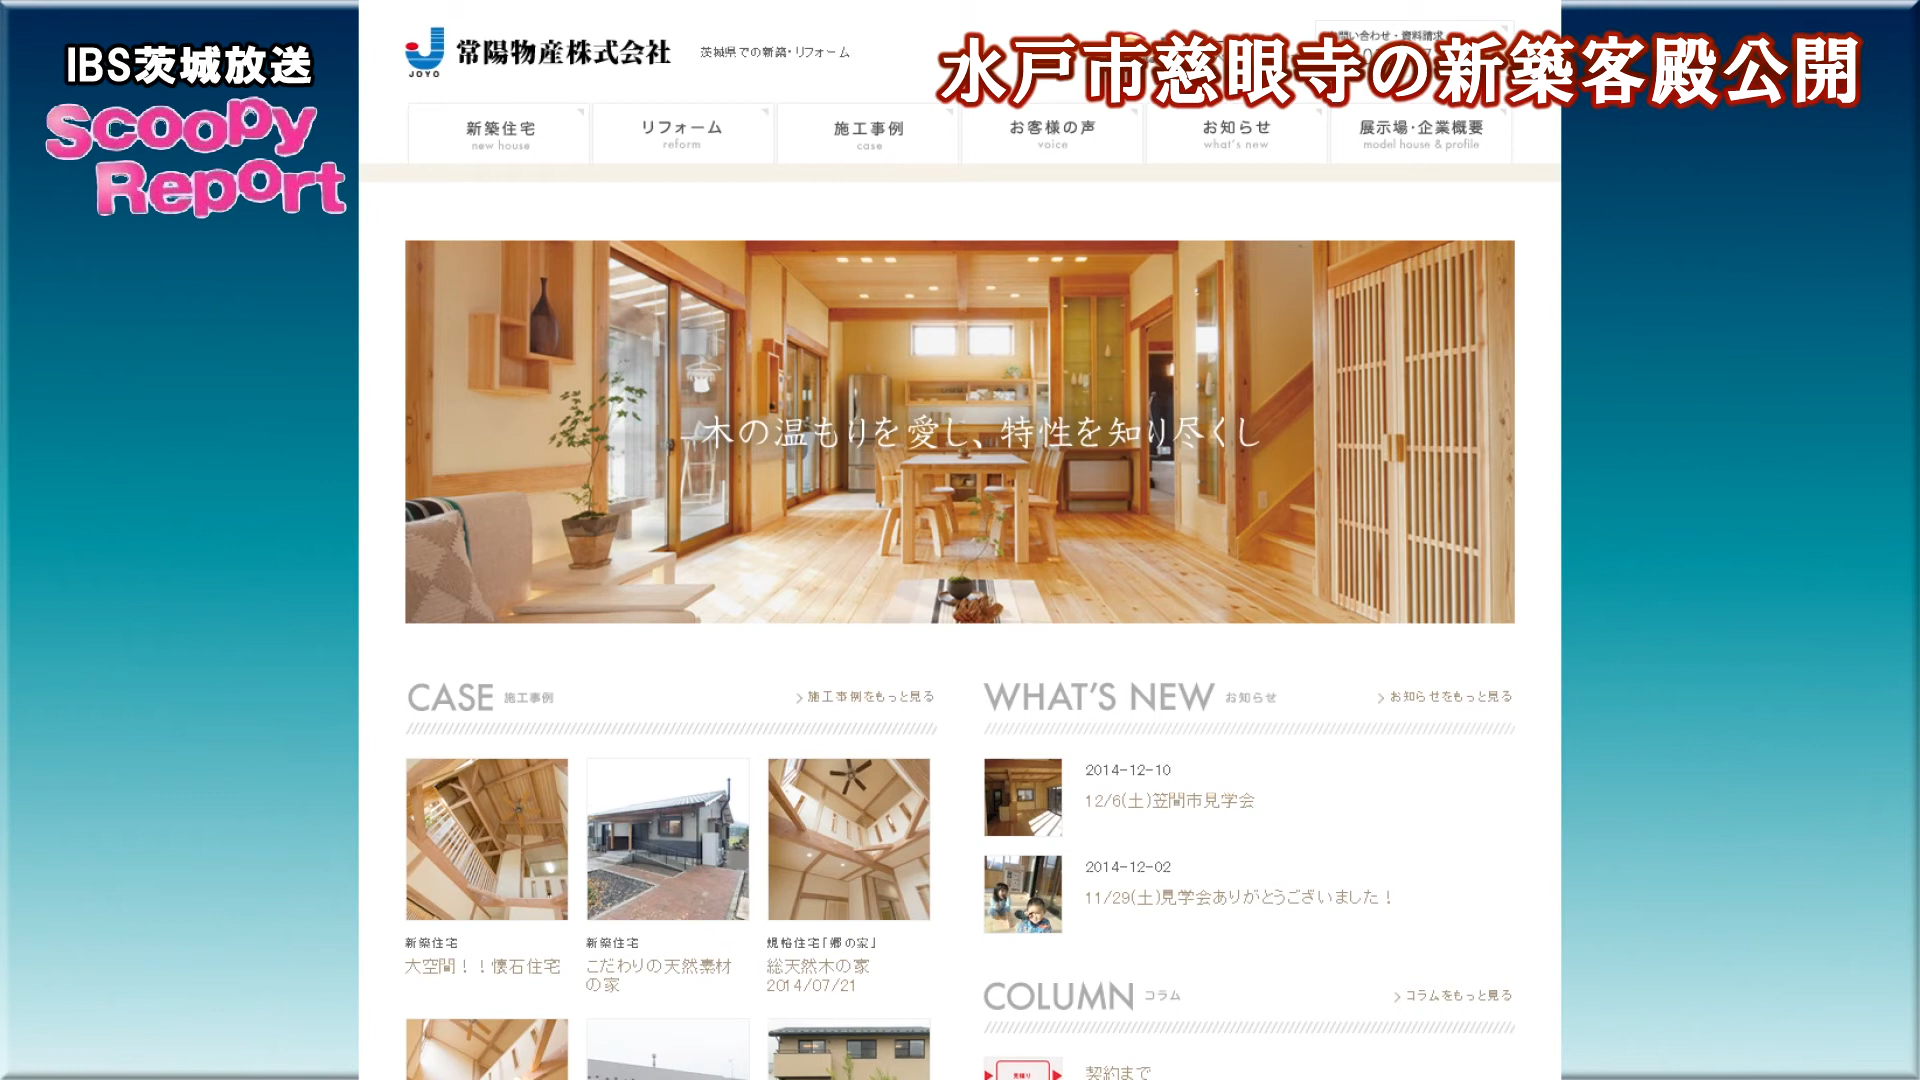 IBS茨城放送
Scoopy
Report
水戸市慈眼寺の新築客殿公開
JOYO
常陽物産株式会社
茨城県での新築・リフォーム
新築住宅
new house
リフォーム
reform
施工事例
case
お客様の声
voice
お知らせ
what's new
展示場・企業概要
model house & profile
木の温もりを愛し、特性を知り尽くし
CASE 施工事例
>施工事例をもっと見る
新築住宅
大空間！！懐石住宅
新築住宅
こだわりの天然素材
の家
規格住宅「郷の家」
総天然木の家
2014/07/21
WHAT'S NEW お知らせ
>お知らせをもっと見る
2014-12-10
12/6(土)笠間市見学会
2014-12-02
11/29(土)見学会ありがとうございました！
COLUMN コラム
>コラムをもっと見る
見積り
契約まで